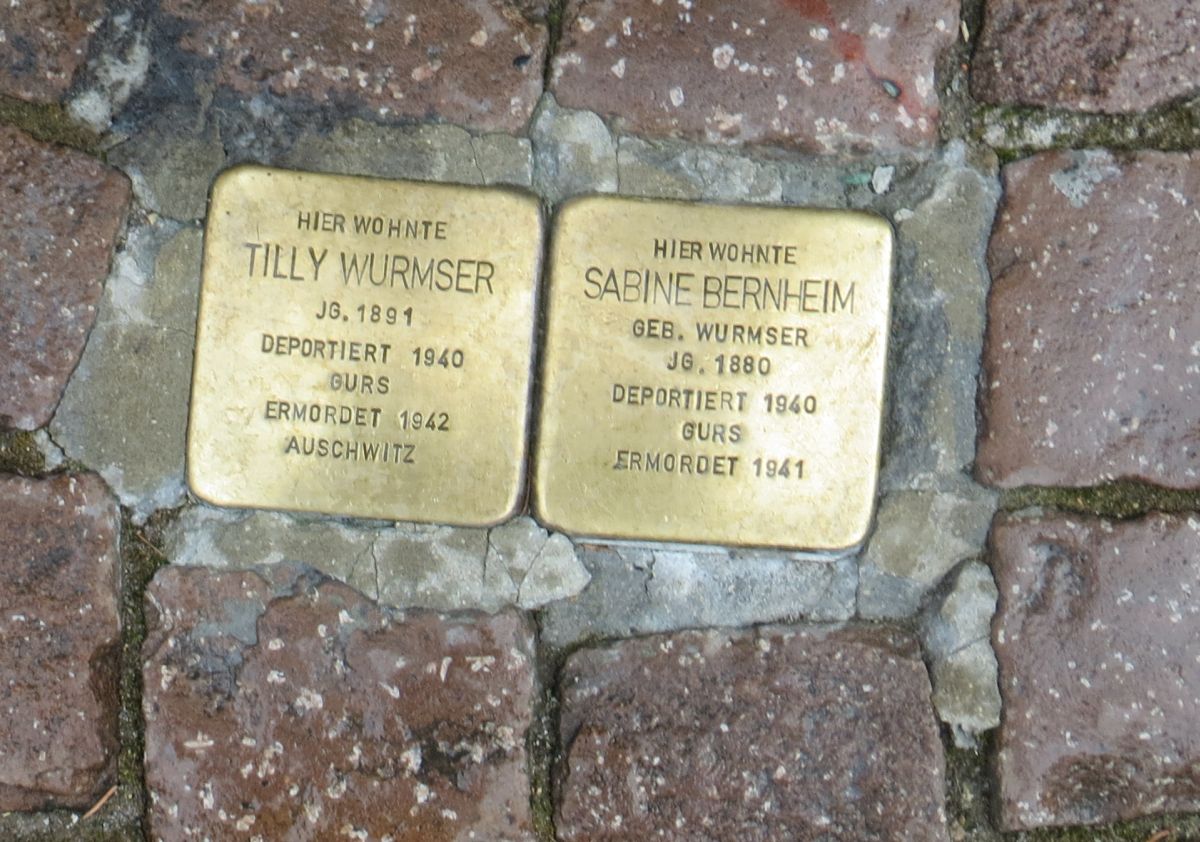 HIER WOHNTE
TILLY WURMSER
JG. 1891
DEPORTIERT 1940
GURS
ERMORDET 1942
AUSCHWITZ
HIER WOHNTE
SABINE BERNHEIM
GEB. WURMSER
JG. 1880
DEPORTIERT 1940
GURS
ERMORDET 1941